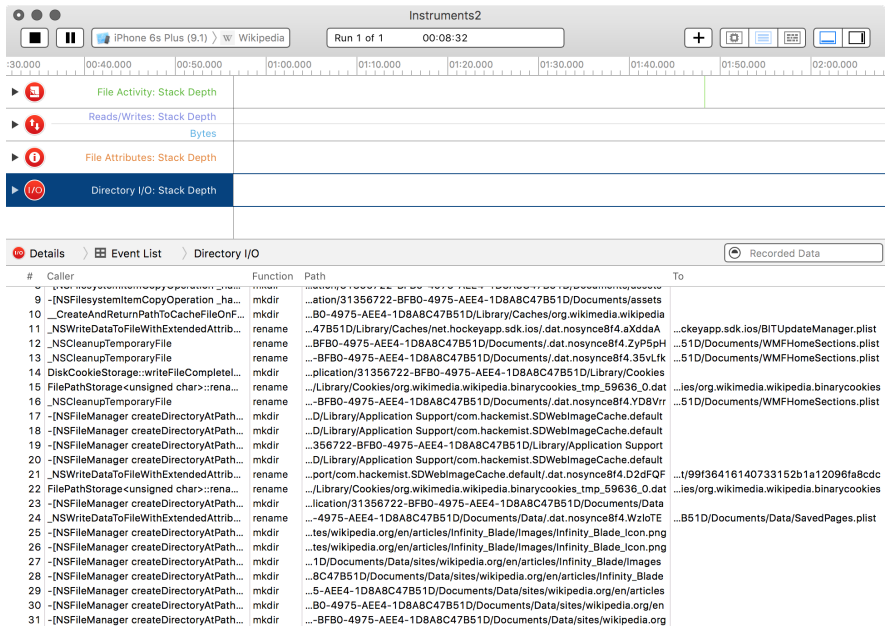 Instruments2
iPhone 6s Plus (9.1) 〉 W Wikipedia
Run 1 of 1 00:08:32
:30.000 00:40.000 00:50.000 01:00.000 01:10.000 01:20.000 01:30.000 01:40.000 01:50.000 02:00.000
File Activity: Stack Depth
Reads/Writes: Stack Depth
Bytes
File Attributes: Stack Depth
I/O Directory I/O: Stack Depth
I/O Details 〉 Event List 〉 Directory I/O Recorded Data
# Caller Function Path To
8 -[NSFilesystemItemCopyOperation _ha... mkdir ...ation/31356722-BFB0-4975-AEE4-1D8A8C47B51D/Documents/assets
9 -[NSFilesystemItemCopyOperation _ha... mkdir ...ation/31356722-BFB0-4975-AEE4-1D8A8C47B51D/Documents/assets
10 __CreateAndReturnPathToCacheFileOnF... mkdir ...B0-4975-AEE4-1D8A8C47B51D/Library/Caches/org.wikimedia.wikipedia
11 _NSWriteDataToFileWithExtendedAttrib... rename ...47B51D/Library/Caches/net.hockeyapp.sdk.ios/.dat.nosynce8f4.aXddaA ...ckeyapp.sdk.ios/BITUpdateManager.plist
12 _NSCleanupTemporaryFile rename ...BFB0-4975-AEE4-1D8A8C47B51D/Documents/.dat.nosynce8f4.ZyP5pH ...51D/Documents/WMFHomeSections.plist
13 _NSCleanupTemporaryFile rename ...-BFB0-4975-AEE4-1D8A8C47B51D/Documents/.dat.nosynce8f4.35vLfk ...51D/Documents/WMFHomeSections.plist
14 DiskCookieStorage::writeFileCompleteI... mkdir ...plication/31356722-BFB0-4975-AEE4-1D8A8C47B51D/Library/Cookies
15 FilePathStorage<unsigned char>::rena... rename .../Library/Cookies/org.wikimedia.wikipedia.binarycookies_tmp_59636_0.dat ...ies/org.wikimedia.wikipedia.binarycookies
16 _NSCleanupTemporaryFile rename ...-BFB0-4975-AEE4-1D8A8C47B51D/Documents/.dat.nosynce8f4.YD8Vrr ...51D/Documents/WMFHomeSections.plist
17 -[NSFileManager createDirectoryAtPath... mkdir ...D/Library/Application Support/com.hackemist.SDWebImageCache.default
18 -[NSFileManager createDirectoryAtPath... mkdir ...D/Library/Application Support/com.hackemist.SDWebImageCache.default
19 -[NSFileManager createDirectoryAtPath... mkdir ...356722-BFB0-4975-AEE4-1D8A8C47B51D/Library/Application Support
20 -[NSFileManager createDirectoryAtPath... mkdir ...D/Library/Application Support/com.hackemist.SDWebImageCache.default
21 _NSWriteDataToFileWithExtendedAttrib... rename ...port/com.hackemist.SDWebImageCache.default/.dat.nosynce8f4.D2dFQF ...t/99f36416140733152b1a12096fa8cdc
22 FilePathStorage<unsigned char>::rena... rename .../Library/Cookies/org.wikimedia.wikipedia.binarycookies_tmp_59636_0.dat ...ies/org.wikimedia.wikipedia.binarycookies
23 -[NSFileManager createDirectoryAtPath... mkdir ...lication/31356722-BFB0-4975-AEE4-1D8A8C47B51D/Documents/Data
24 _NSWriteDataToFileWithExtendedAttrib... rename ...-4975-AEE4-1D8A8C47B51D/Documents/Data/.dat.nosynce8f4.WzloTE ...B51D/Documents/Data/SavedPages.plist
25 -[NSFileManager createDirectoryAtPath... mkdir ...tes/wikipedia.org/en/articles/Infinity_Blade/Images/Infinity_Blade_Icon.png
26 -[NSFileManager createDirectoryAtPath... mkdir ...tes/wikipedia.org/en/articles/Infinity_Blade/Images/Infinity_Blade_Icon.png
27 -[NSFileManager createDirectoryAtPath... mkdir ...1D/Documents/Data/sites/wikipedia.org/en/articles/Infinity_Blade/Images
28 -[NSFileManager createDirectoryAtPath... mkdir ...8C47B51D/Documents/Data/sites/wikipedia.org/en/articles/Infinity_Blade
29 -[NSFileManager createDirectoryAtPath... mkdir ...5-AEE4-1D8A8C47B51D/Documents/Data/sites/wikipedia.org/en/articles
30 -[NSFileManager createDirectoryAtPath... mkdir ...B0-4975-AEE4-1D8A8C47B51D/Documents/Data/sites/wikipedia.org/en
31 -[NSFileManager createDirectoryAtPath... mkdir ...-BFB0-4975-AEE4-1D8A8C47B51D/Documents/Data/sites/wikipedia.org